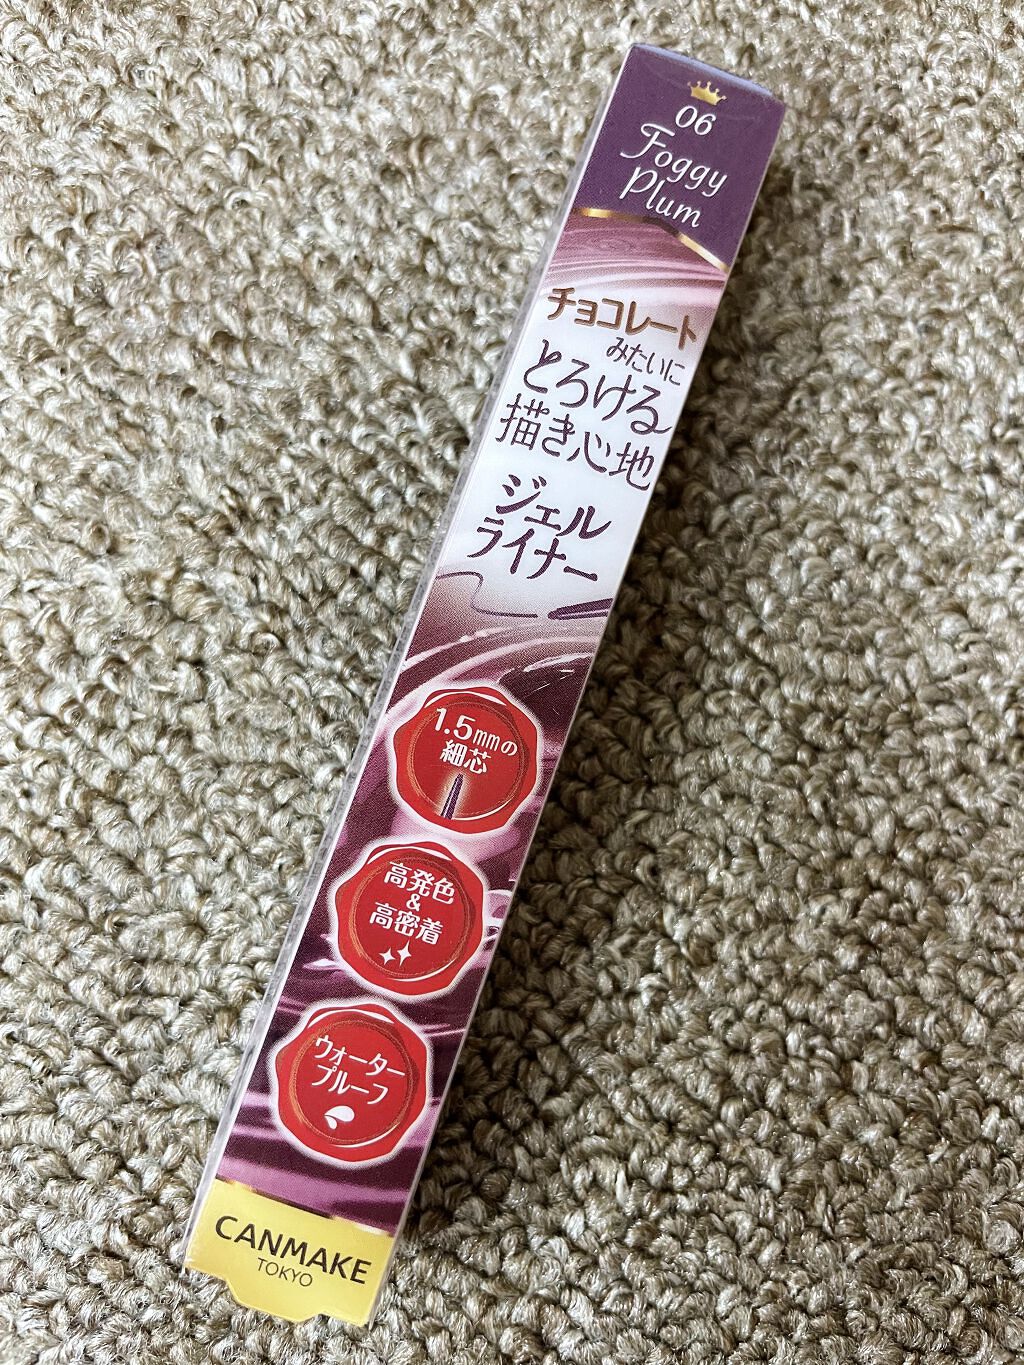 06
Foggy
Plum
チョコレート
みたいに
とろける
描き心地
ジェル
ライナー
1.5mmの
細芯
高発色
&
高密着
ウォーター
プルーフ
CANMAKE
TOKYO